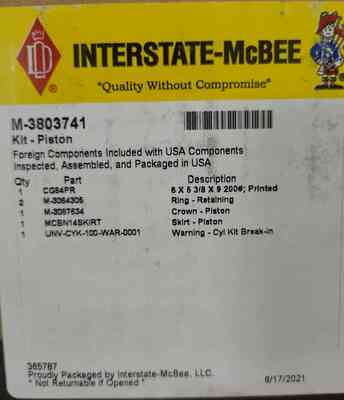 INTERSTATE-McBEE
®
"Quality Without Compromise"
M-3803741
Kit - Piston
Foreign Components Included with USA Components
Inspected, Assembled, and Packaged in USA
Qty Part Description
1 CG84PR 6 X 5 3/8 X 9 200#; Printed
2 M-3064305 Ring - Retaining
1 M-3087634 Crown - Piston
1 MCBN14SKIRT Skirt - Piston
1 UNV-CYK-100-WAR-0001 Warning - Cyl Kit Break-in
365787
Proudly Packaged by Interstate-McBee, LLC.
* Not Returnable if Opened *
8/17/2021